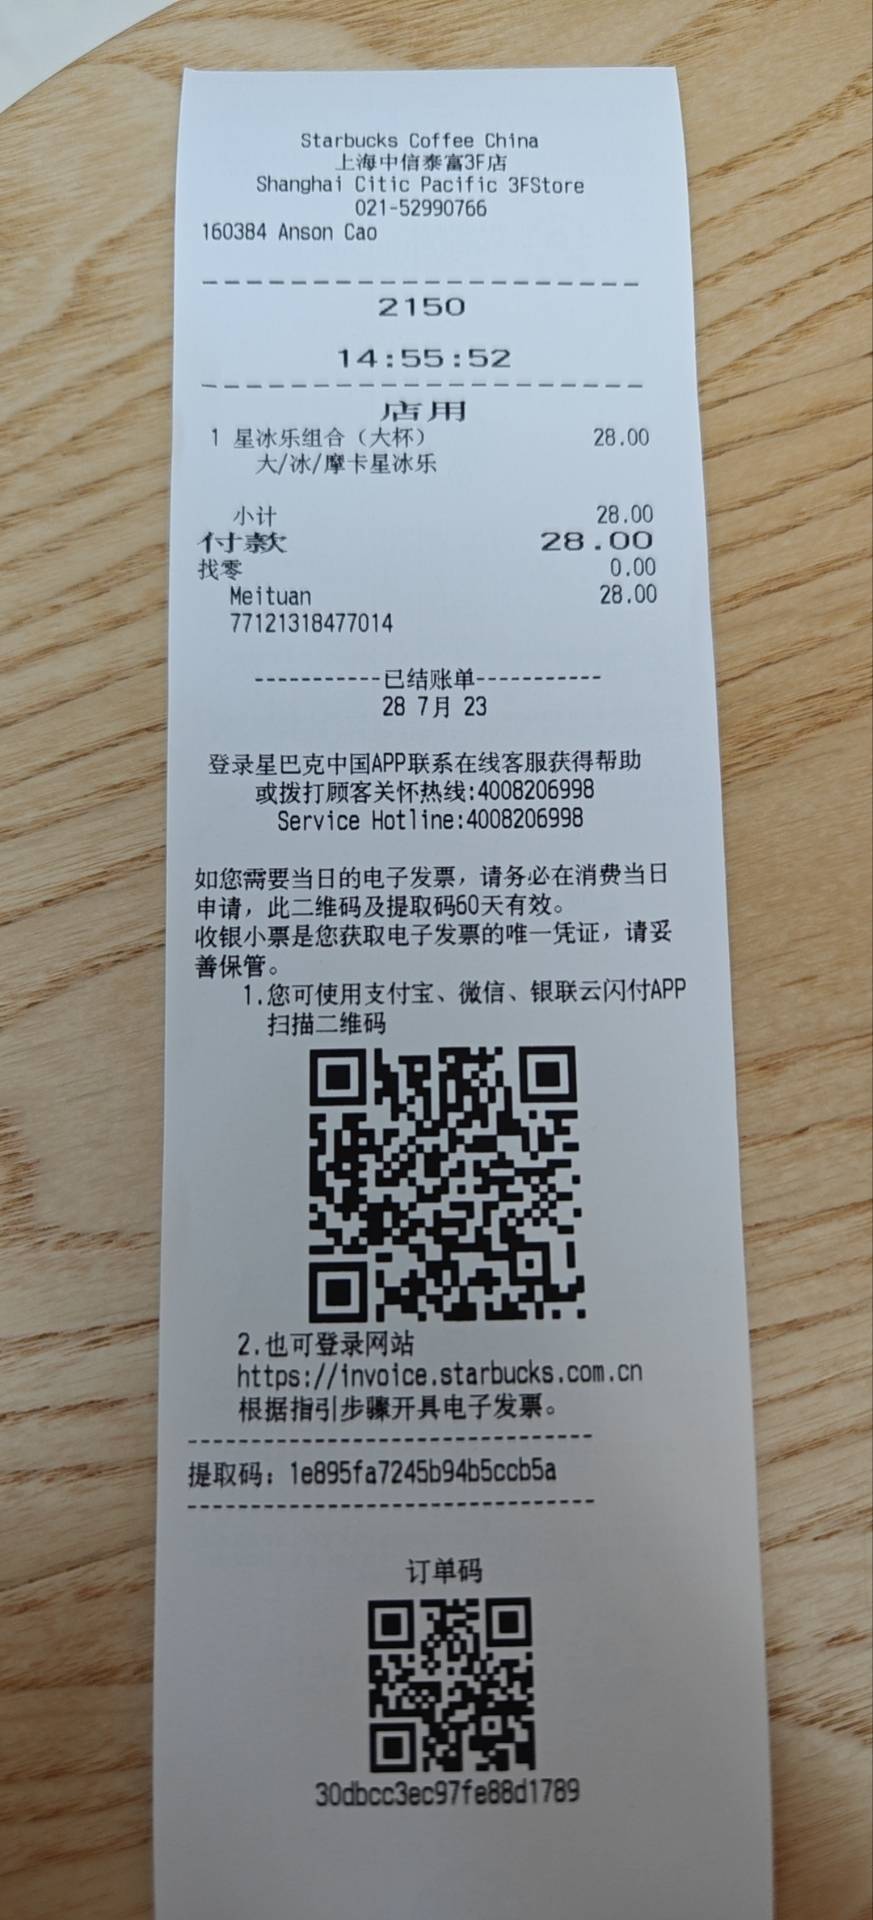 Starbucks Coffee China
上海中信泰富3F店
Shanghai Citic Pacific 3FStore
021-52990766
160384 Anson Cao
2150
14:55:52
店用
1 星冰乐组合（大杯） 28.00
大/冰/摩卡星冰乐
小计 28.00
付款 28.00
找零 0.00
Meituan 28.00
77121318477014
-----------已结账单-----------
28 7月 23
登录星巴克中国APP联系在线客服获得帮助
或拨打顾客关怀热线:4008206998
Service Hotline:4008206998
如您需要当日的电子发票，请务必在消费当日
申请，此二维码及提取码60天有效。
收银小票是您获取电子发票的唯一凭证，请妥
善保管。
1.您可使用支付宝、微信、银联云闪付APP
扫描二维码
2.也可登录网站
https://invoice.starbucks.com.cn
根据指引步骤开具电子发票。
提取码：1e895fa7245b94b5ccb5a
订单码
30dbcc3ec97fe88d1789